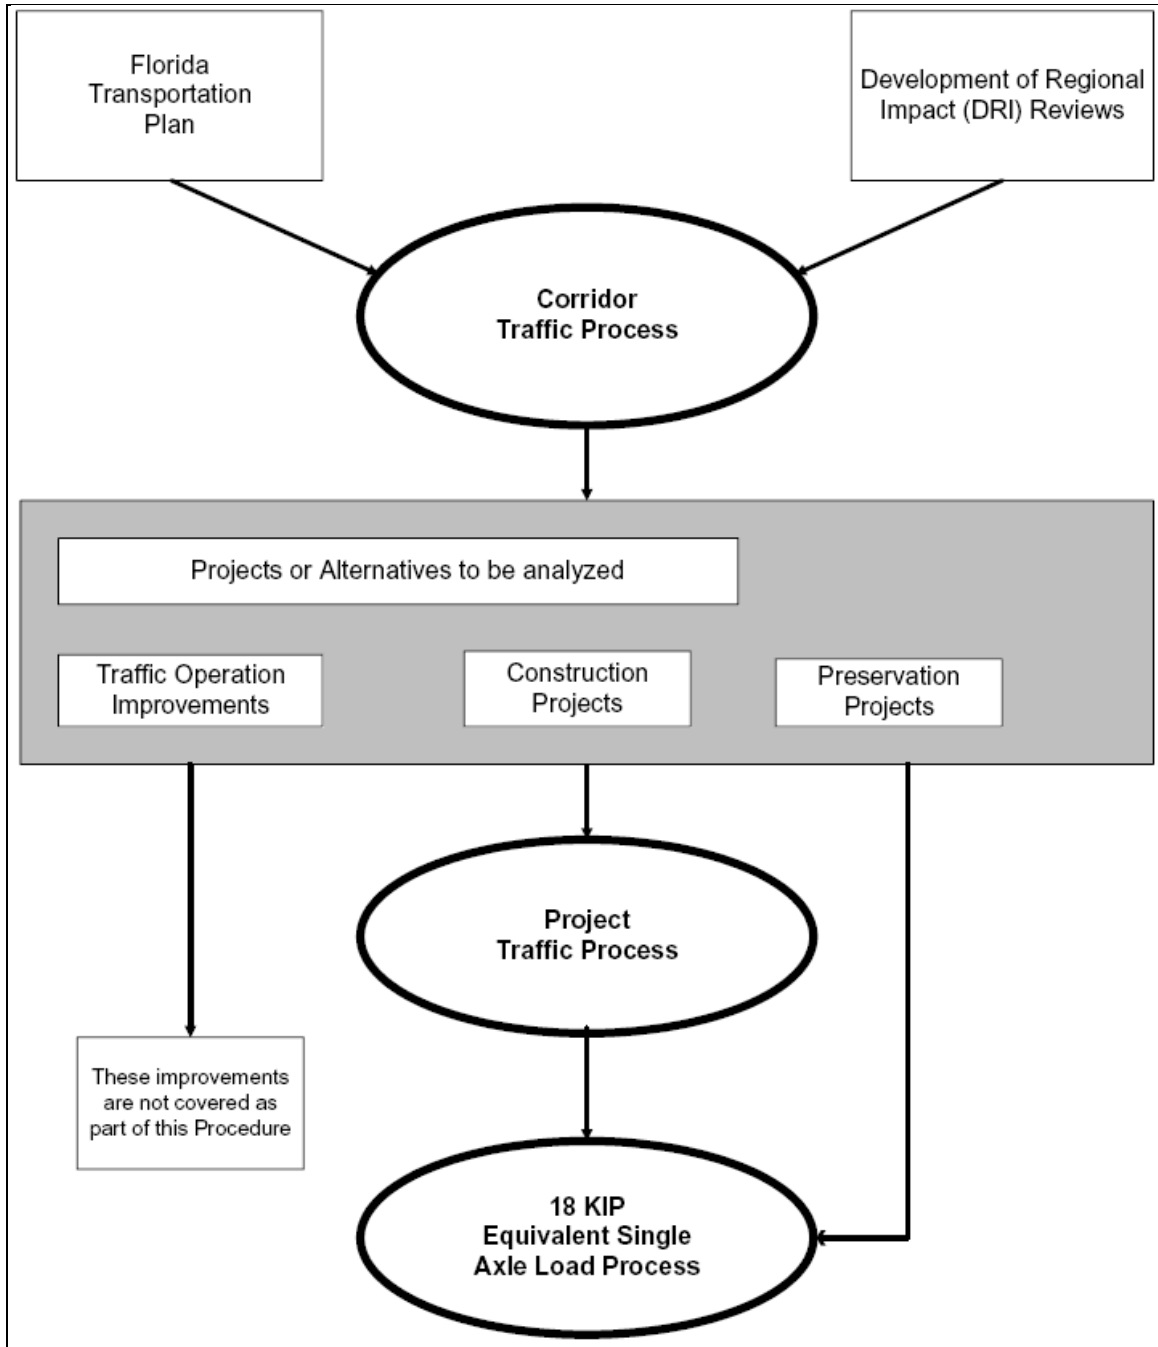 Florida
Transportation
Plan
Development of Regional
Impact (DRI) Reviews
Corridor
Traffic Process
Projects or Alternatives to be analyzed
Traffic Operation
Improvements
Construction
Projects
Preservation
Projects
Project
Traffic Process
These improvements
are not covered as
part of this Procedure
18 KIP
Equivalent Single
Axle Load Process